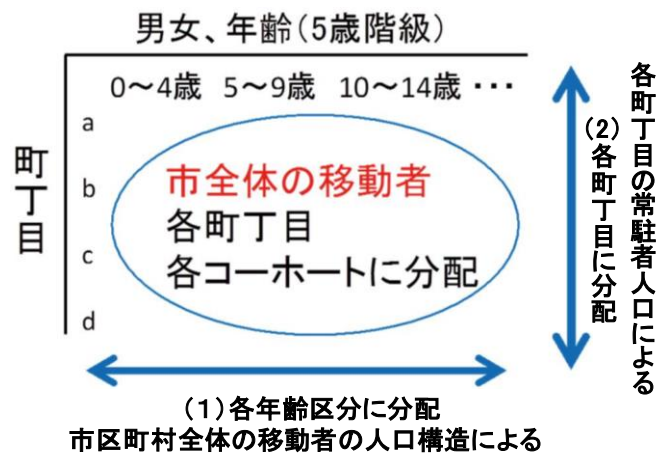 男女、年齢(5歳階級)
0～4歳 5～9歳 10～14歳 ・・・
町丁目
a
b
c
d
市全体の移動者
各町丁目
各コーホートに分配
(2)各町丁目に分配
各町丁目の常駐者人口による
(1)各年齢区分に分配
市区町村全体の移動者の人口構造による